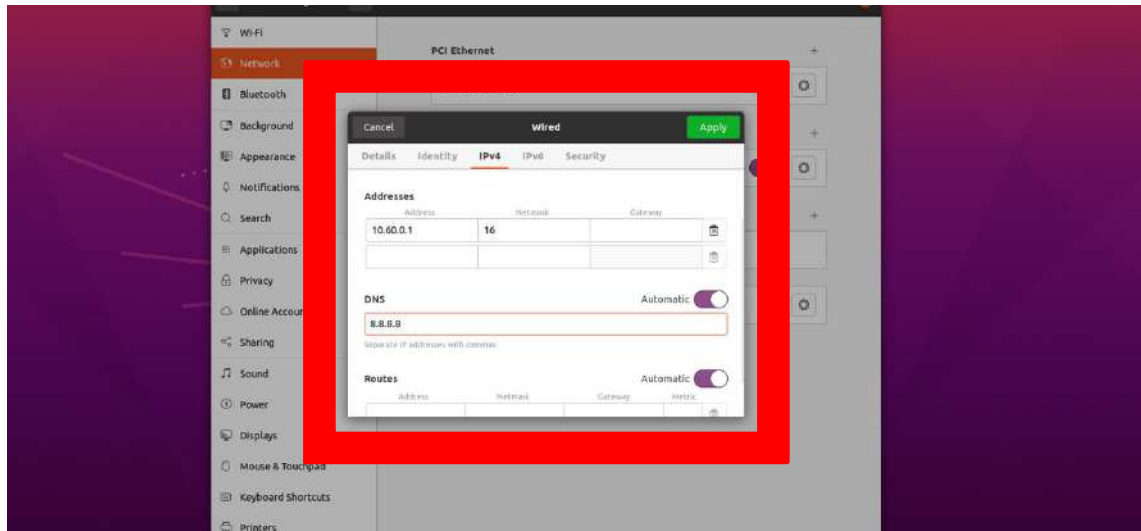 Wi-Fi
Network
Bluetooth
Background
Appearance
Notifications
Search
Applications
Privacy
Online Accour
Sharing
Sound
Power
Displays
Mouse & Touchpad
Keyboard Shortcuts
Printers
PCI Ethernet
Cancel
Wired
Apply
Details Identity IPv4 IPv6 Security
Addresses
Address Netmask Gateway
10.60.0.1 16
DNS Automatic
8.8.8.8
Separate IP addresses with commas
Routes Automatic
Address Netmask Gateway Metric